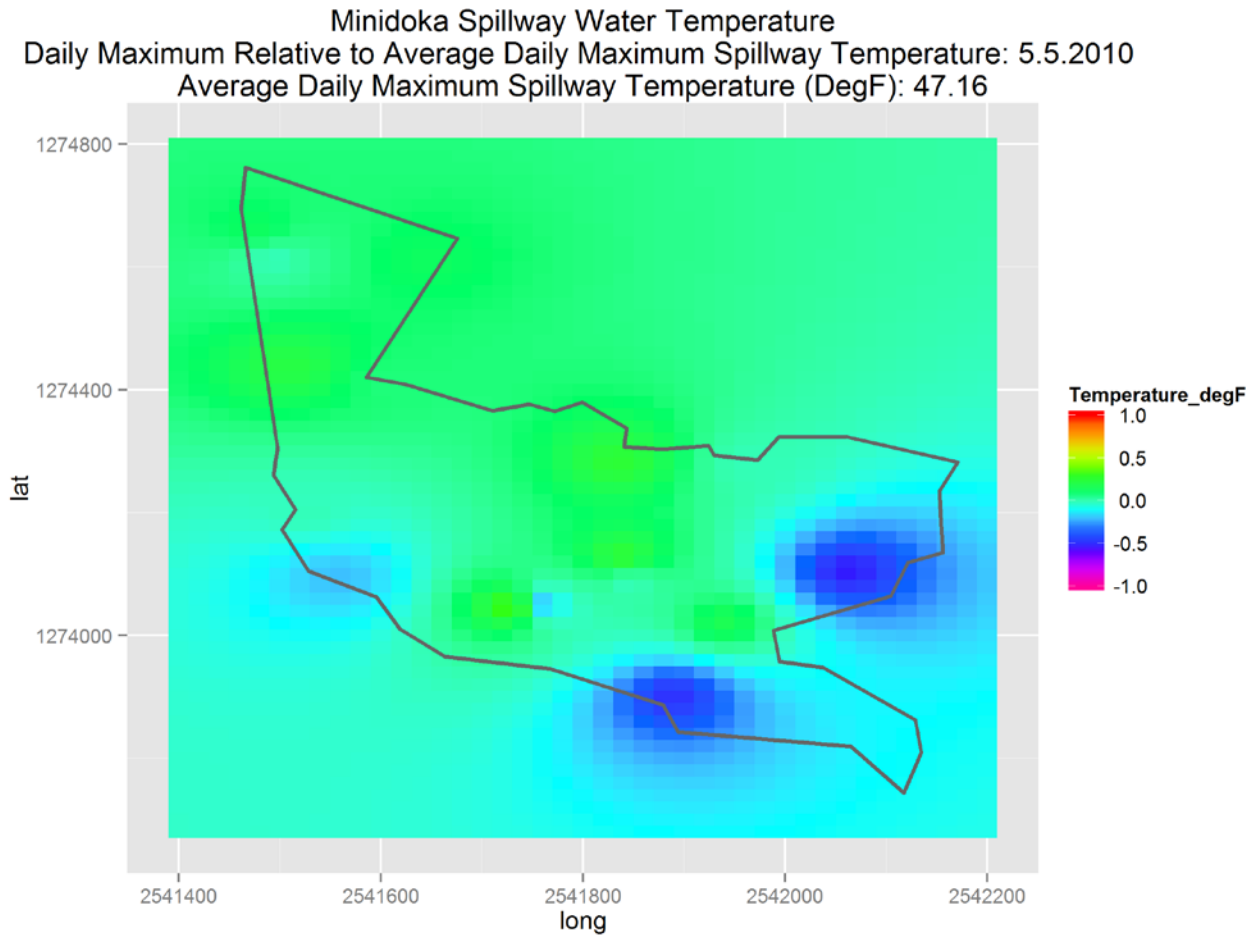 Minidoka Spillway Water Temperature
Daily Maximum Relative to Average Daily Maximum Spillway Temperature: 5.5.2010
Average Daily Maximum Spillway Temperature (DegF): 47.16
1274800
1274400
1274000
lat
2541400 2541600 2541800 2542000 2542200
long
Temperature_degF
1.0
0.5
0.0
-0.5
-1.0